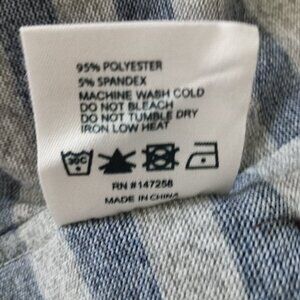 95% POLYESTER
5% SPANDEX
MACHINE WASH COLD
DO NOT BLEACH
DO NOT TUMBLE DRY
IRON LOW HEAT
30C
RN #147258
MADE IN CHINA